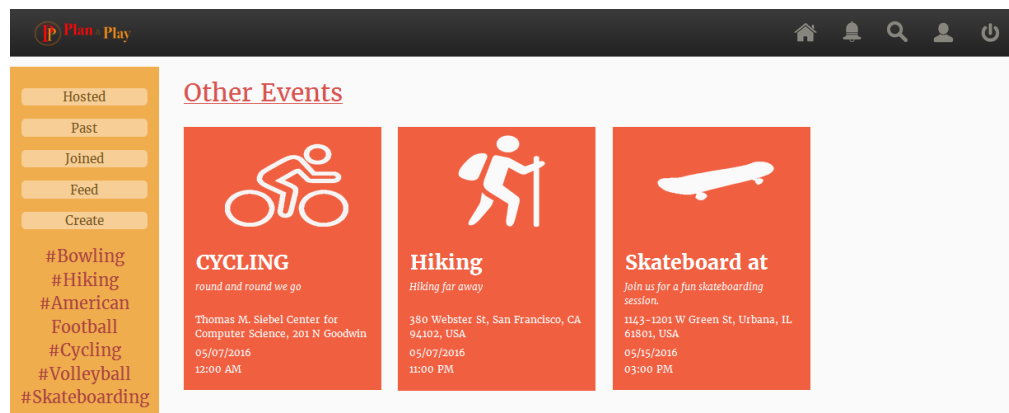 Plan & Play
Hosted
Past
Joined
Feed
Create
#Bowling
#Hiking
#American
Football
#Cycling
#Volleyball
#Skateboarding
Other Events
CYCLING
round and round we go
Thomas M. Siebel Center for
Computer Science, 201 N Goodwin
05/07/2016
12:00 AM
Hiking
Hiking far away
380 Webster St, San Francisco, CA
94102, USA
05/07/2016
11:00 PM
Skateboard at
Join us for a fun skateboarding
session.
1143-1201 W Green St, Urbana, IL
61801, USA
05/15/2016
03:00 PM